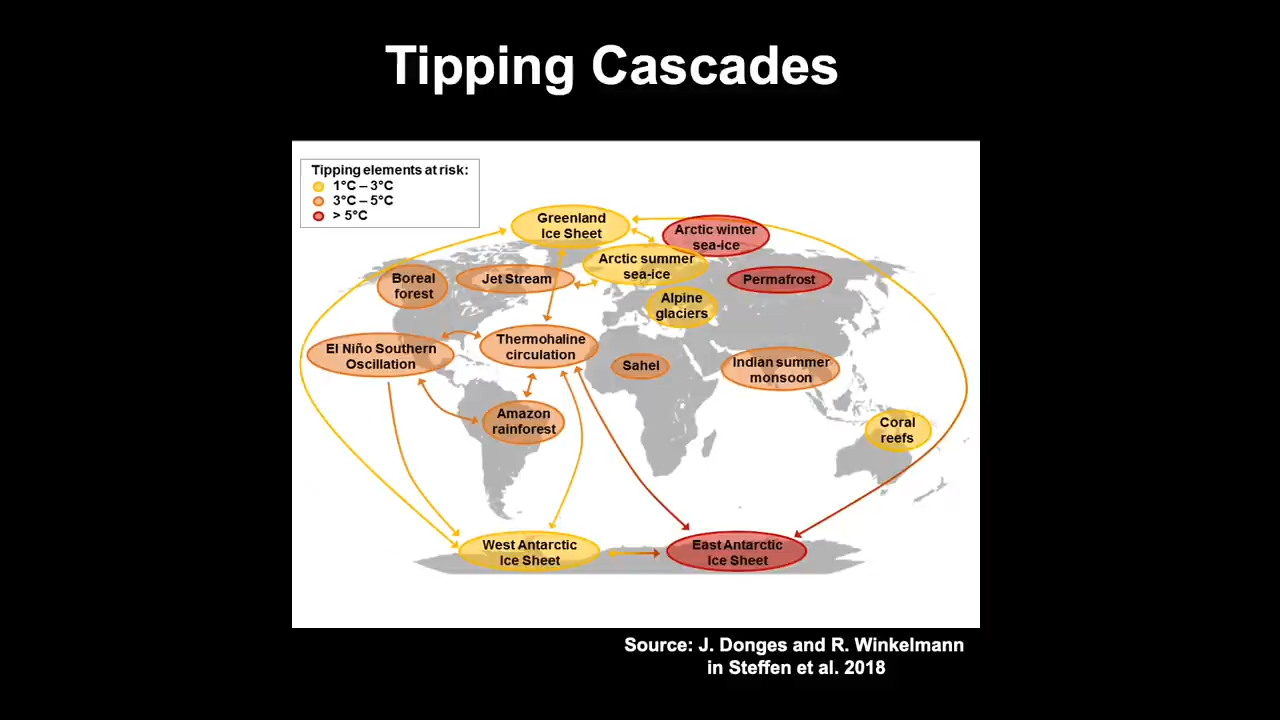 Tipping Cascades
Tipping elements at risk:
1°C – 3°C
3°C – 5°C
> 5°C
Greenland
Ice Sheet
Arctic winter
sea-ice
Arctic summer
sea-ice
Boreal
forest
Jet Stream
Permafrost
Alpine
glaciers
El Niño Southern
Oscillation
Thermohaline
circulation
Sahel
Indian summer
monsoon
Amazon
rainforest
Coral
reefs
West Antarctic
Ice Sheet
East Antarctic
Ice Sheet
Source: J. Donges and R. Winkelmann
in Steffen et al. 2018